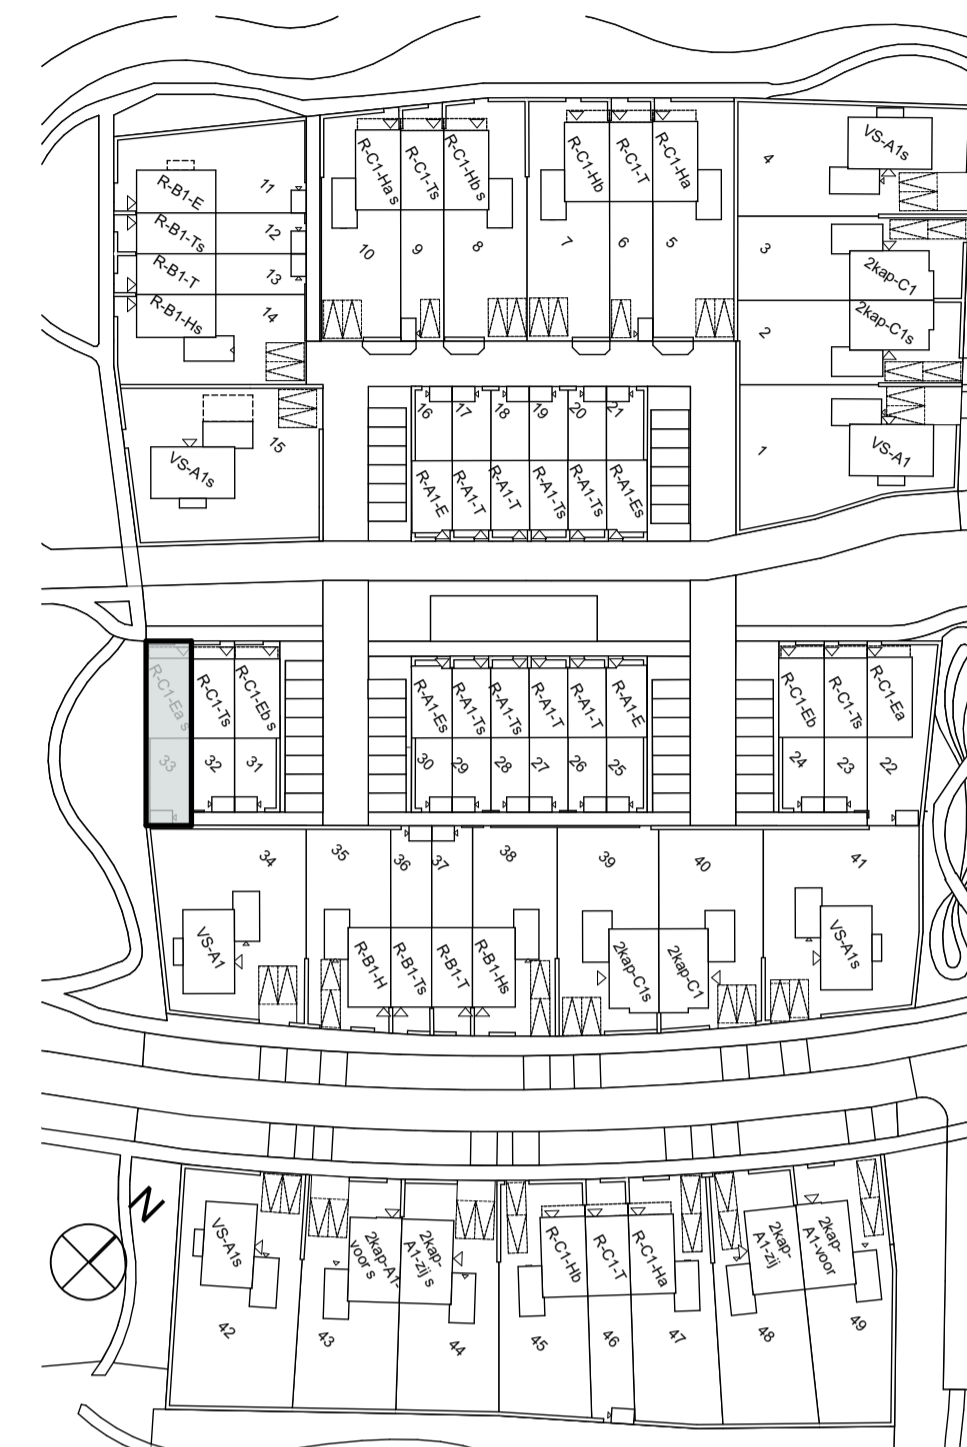 R-C1-Ha s
R-C1-Ts
R-C1-Hb s
R-C1-Hb
R-C1-T
R-C1-Ha
VS-A1s
4
11
R-B1-E
12
R-B1-Ts
13
R-B1-T
14
R-B1-Hs
10
9
8
7
6
5
3
2kap-C1
2
2kap-C1s
16
17
18
19
20
21
15
VS-A1s
1
VS-A1
R-A1-E
R-A1-T
R-A1-T
R-A1-Ts
R-A1-Ts
R-A1-Es
R-C1-Ea s
R-C1-Ts
R-C1-Eb s
R-A1-Es
R-A1-Ts
R-A1-Ts
R-A1-T
R-A1-T
R-A1-E
R-C1-Eb
R-C1-Ts
R-C1-Ea
33
32
31
30
29
28
27
26
25
24
23
22
34
35
36
37
38
39
40
41
VS-A1
R-B1-H
R-B1-Ts
R-B1-T
R-B1-Hs
2kap-C1s
2kap-C1
VS-A1s
N
VS-A1s
2kap-A1-
voor s
2kap-
A1-zij s
R-C1-Hb
R-C1-T
R-C1-Ha
2kap-
A1-zij
2kap-
A1-voor
42
43
44
45
46
47
48
49